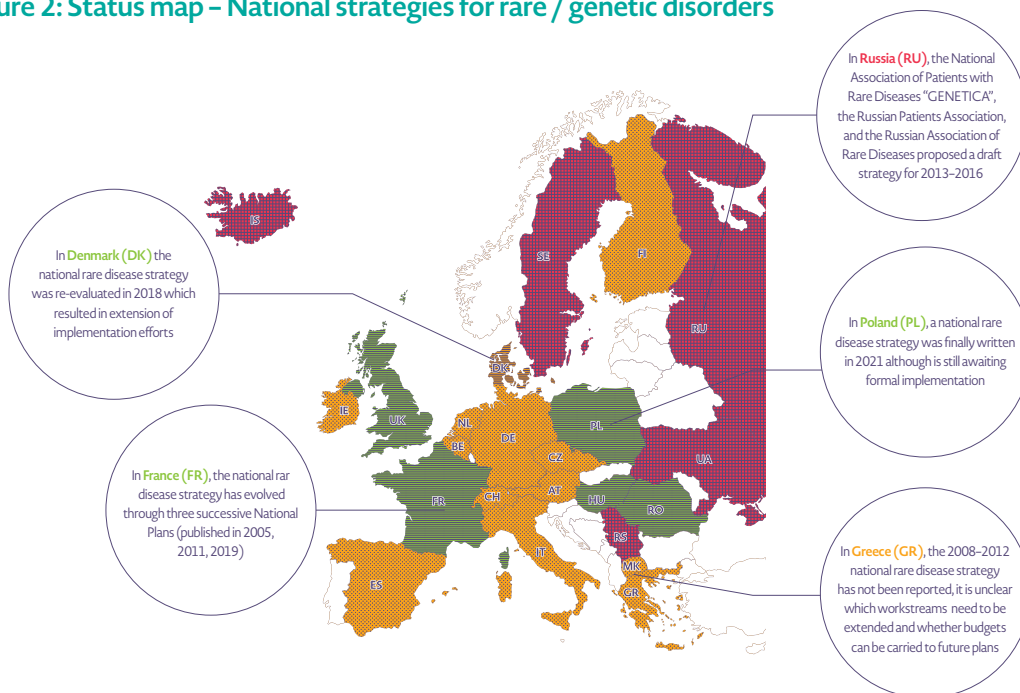 ure 2: Status map – National strategies for rare / genetic disorders
In Russia (RU), the National
Association of Patients with
Rare Diseases “GENETICA”,
the Russian Patients Association,
and the Russian Association of
Rare Diseases proposed a draft
strategy for 2013–2016
In Denmark (DK) the
national rare disease strategy
was re-evaluated in 2018 which
resulted in extension of
implementation efforts
In Poland (PL), a national rare
disease strategy was finally written
in 2021 although is still awaiting
formal implementation
In France (FR), the national rar
disease strategy has evolved
through three successive National
Plans (published in 2005,
2011, 2019)
In Greece (GR), the 2008–2012
national rare disease strategy
has not been reported, it is unclear
which workstreams need to be
extended and whether budgets
can be carried to future plans
IS
SE
FI
RU
DK
IE
UK
NL
BE
DE
PL
CZ
UA
FR
CH
AT
HU
RO
RS
IT
MK
ES
GR